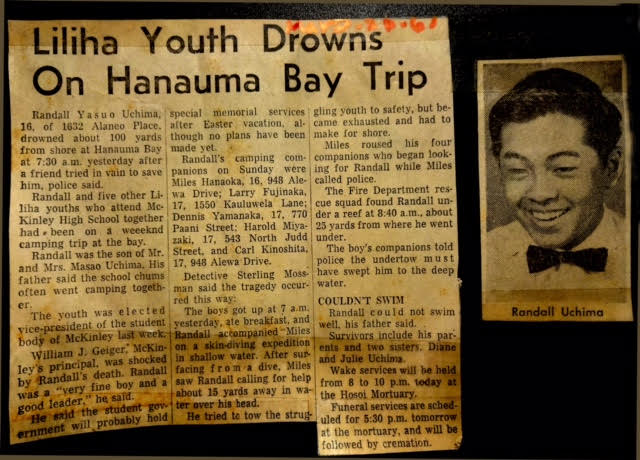 Liliha Youth Drowns
On Hanauma Bay Trip
Randall Yasuo Uchima,
16, of 1632 Alaneo Place,
drowned about 100 yards
from shore at Hanauma Bay
at 7:30 a.m. yesterday after
a friend tried in vain to save
him, police said.
Randall and five other Li-
liha youths who attend Mc-
Kinley High School together
had been on a weeeknd
camping trip at the bay.
Randall was the son of Mr.
and Mrs. Masao Uchima. His
father said the school chums
often went camping togeth-
er.
The youth was elected
vice-president of the student
body of McKinley last week.
William J. Geiger, McKin-
ley's principal, was shocked
by Randall's death. Randall
was a "very fine boy and a
good leader," he said.
He said the student gov-
ernment will probably hold
special memorial services
after Easter vacation, al-
though no plans have been
made yet.
Randall's camping com-
panions on Sunday were
Miles Hanaoka, 16, 948 Ale-
wa Drive; Larry Fujinaka,
17, 1550 Kauluwela Lane;
Dennis Yamanaka, 17, 770
Paani Street; Harold Miya-
zaki, 17, 543 North Judd
Street, and Carl Kinoshita,
17, 948 Alewa Drive.
Detective Sterling Moss-
man said the tragedy occur-
red this way:
The boys got up at 7 a.m.
yesterday, ate breakfast, and
Randall accompanied Miles
on a skin-diving expedition
in shallow water. After sur-
facing from a dive, Miles
saw Randall calling for help
about 15 yards away in wa-
ter over his head.
He tried to tow the strug-
gling youth to safety, but be-
came exhausted and had to
make for shore.
Miles roused his four
companions who began look-
ing for Randall while Miles
called police.
The Fire Department res-
cue squad found Randall un-
der a reef at 8:40 a.m., about
25 yards from where he went
under.
The boy's companions told
police the undertow must
have swept him to the deep
water.
COULDN'T SWIM
Randall could not swim
well, his father said.
Survivors include his par-
ents and two sisters, Diane
and Julie Uchima.
Wake services will be held
from 8 to 10 p.m. today at
the Hosoi Mortuary.
Funeral services are sched-
uled for 5:30 p.m. tomorrow
at the mortuary, and will be
followed by cremation.
Randall Uchima